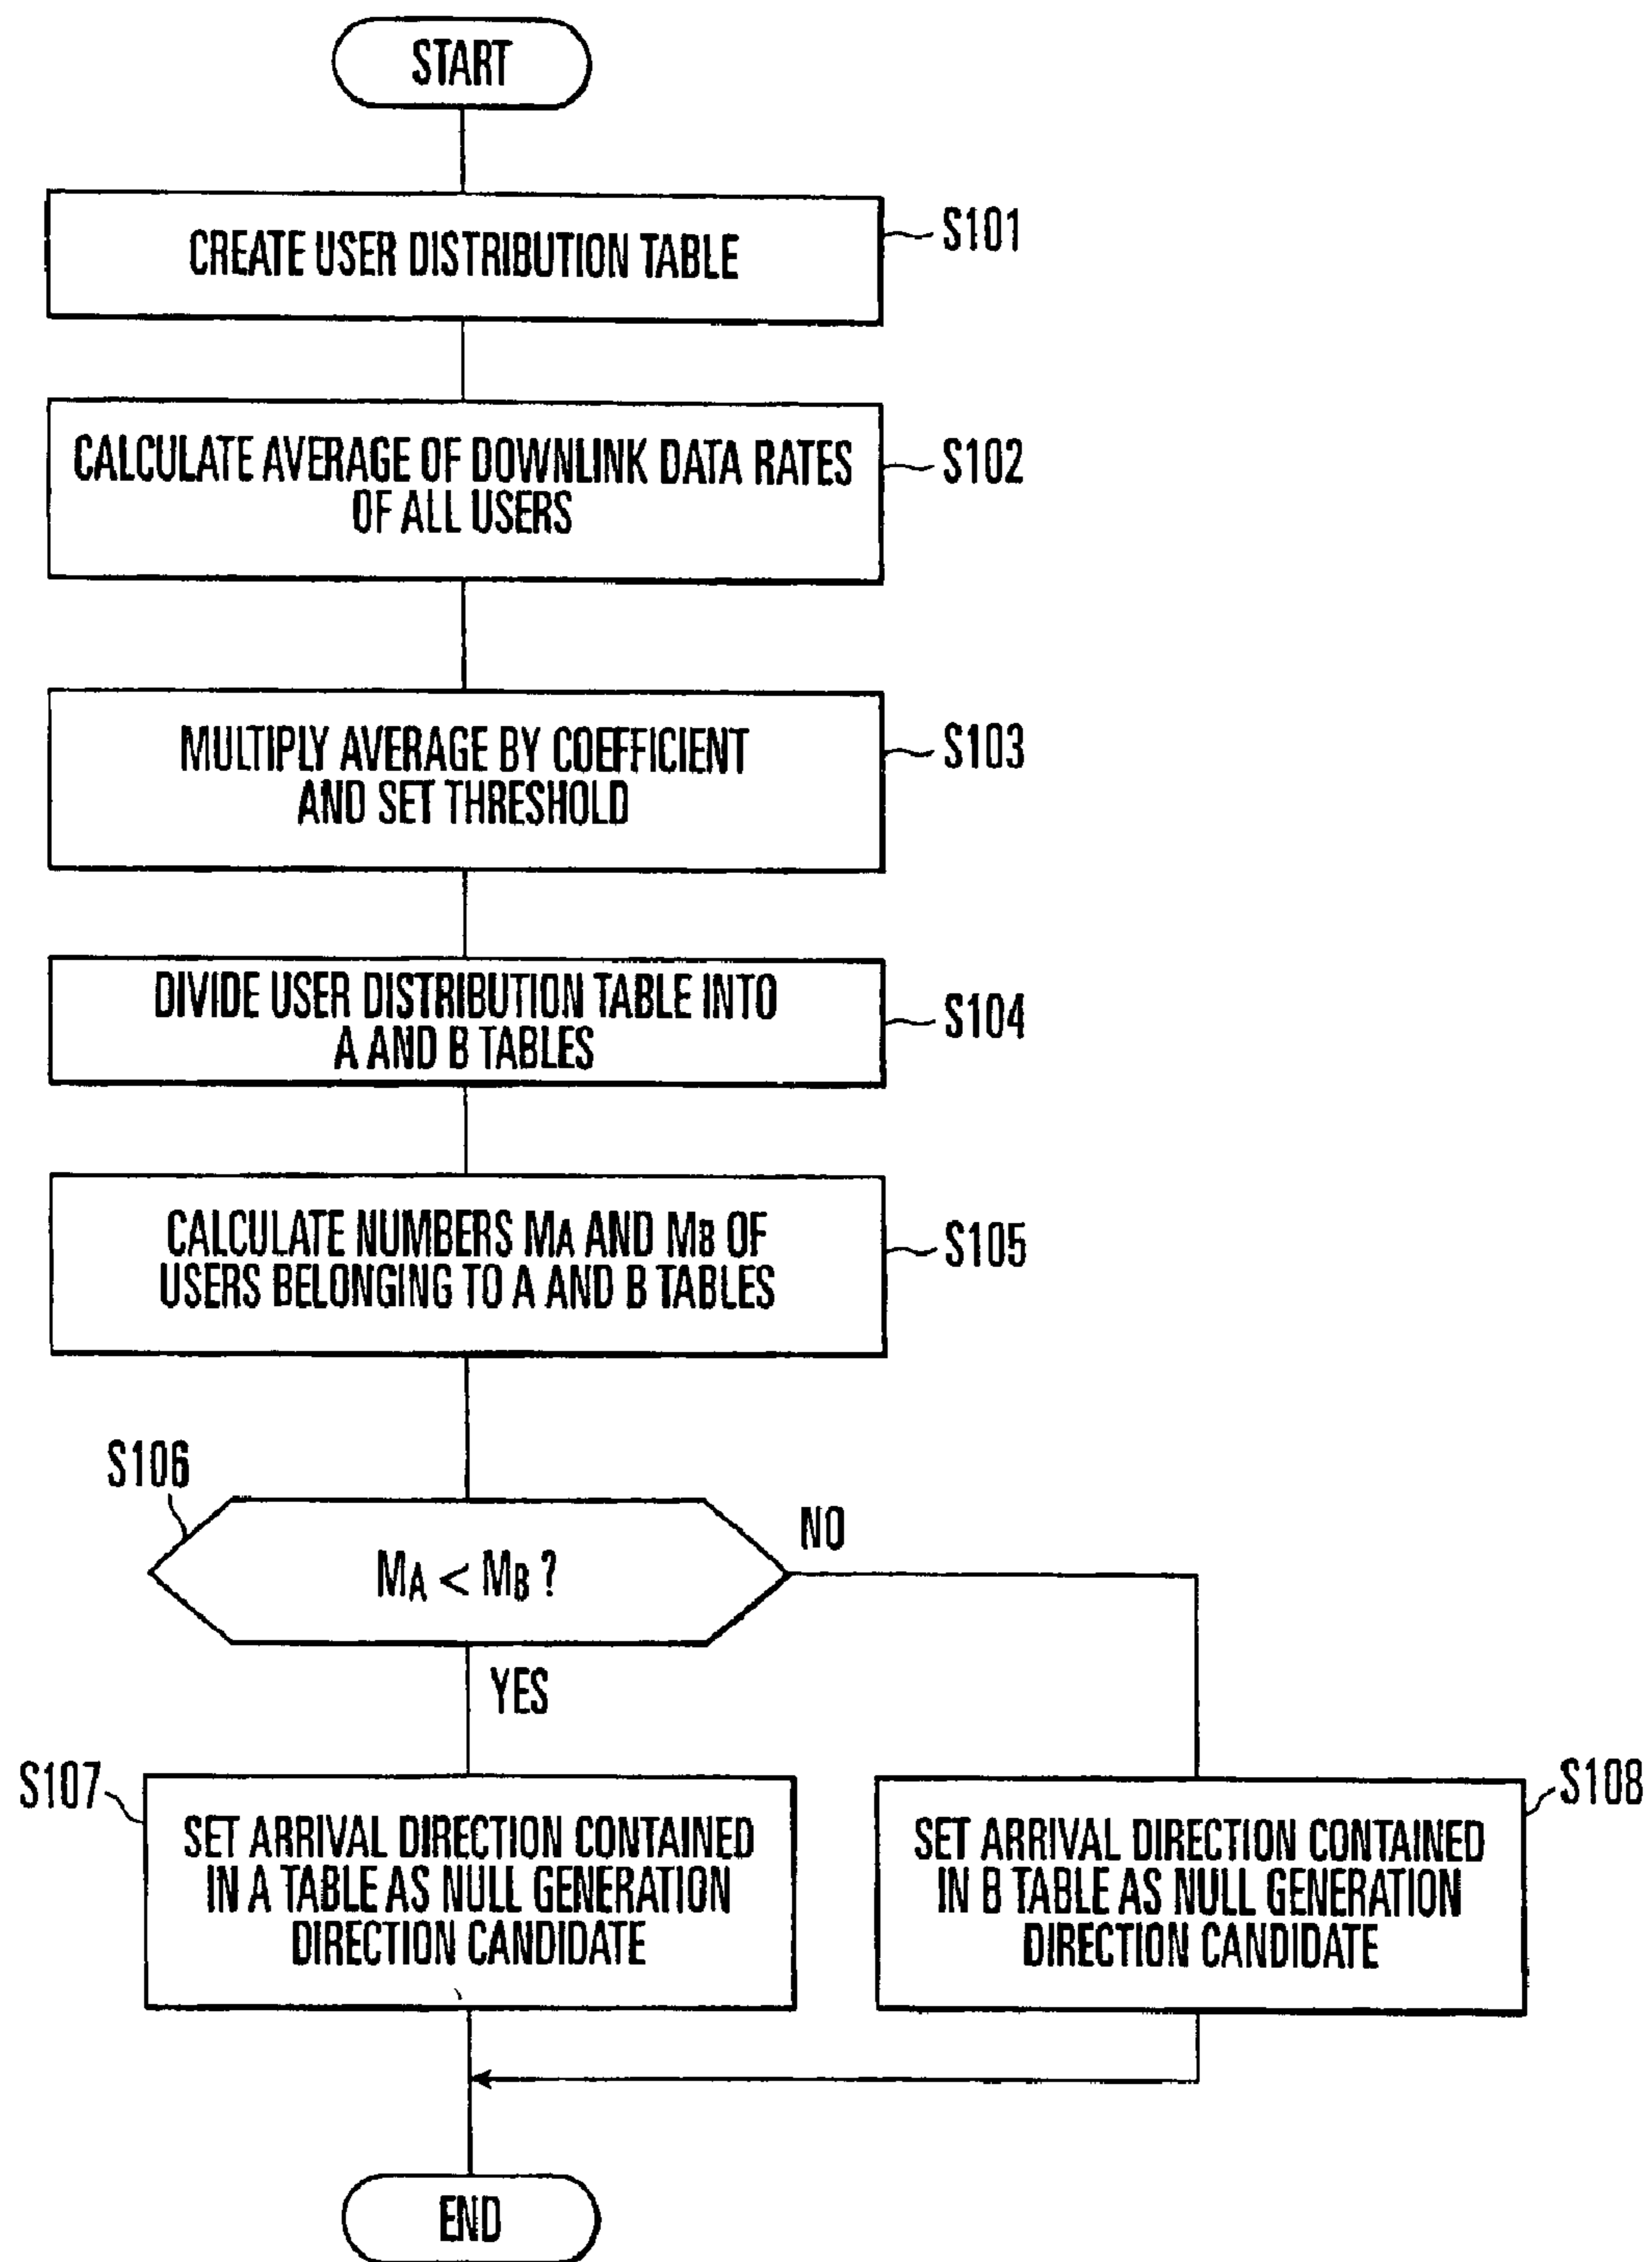 START
CREATE USER DISTRIBUTION TABLE
S101
CALCULATE AVERAGE OF DOWNLINK DATA RATES
OF ALL USERS
S102
MULTIPLY AVERAGE BY COEFFICIENT
AND SET THRESHOLD
S103
DIVIDE USER DISTRIBUTION TABLE INTO
A AND B TABLES
S104
CALCULATE NUMBERS MA AND MB OF
USERS BELONGING TO A AND B TABLES
S105
S106
MA < MB ?
NO
YES
S107
SET ARRIVAL DIRECTION CONTAINED
IN A TABLE AS NULL GENERATION
DIRECTION CANDIDATE
S108
SET ARRIVAL DIRECTION CONTAINED
IN B TABLE AS NULL GENERATION
DIRECTION CANDIDATE
END